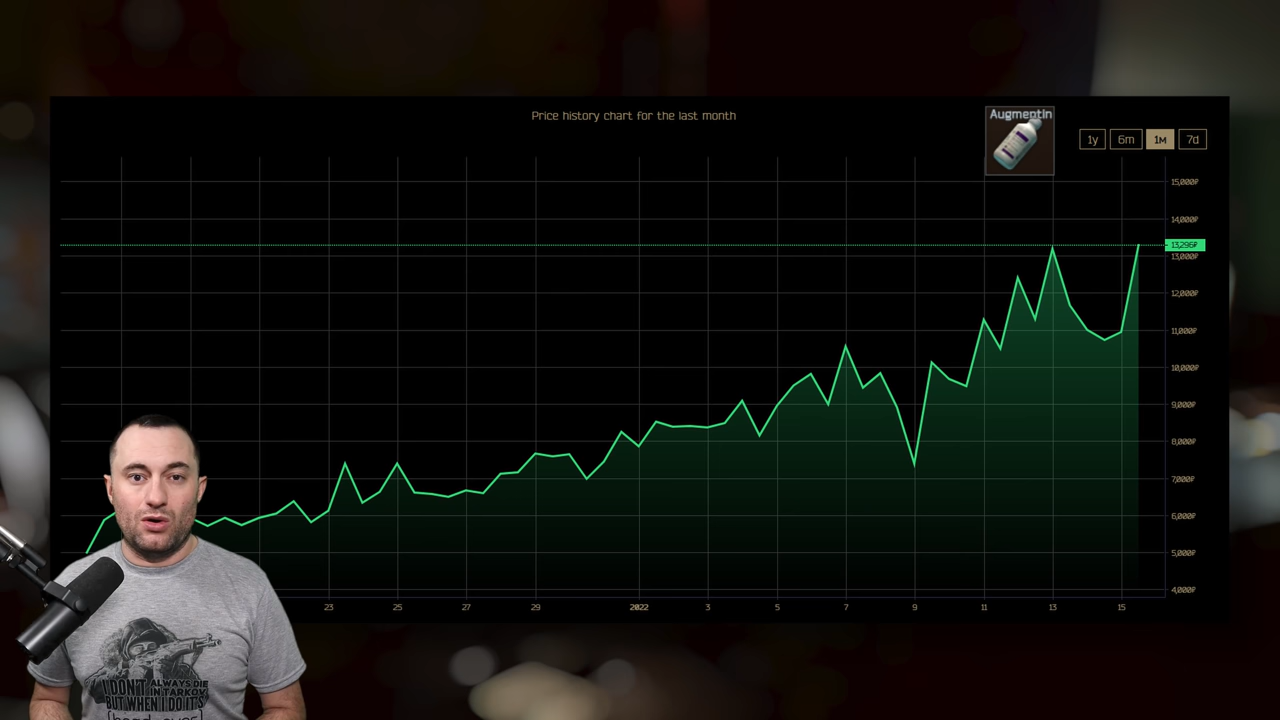 Price history chart for the last month
Augmentin
1y 6m 1M 7d
15,000₽
14,000₽
13,296₽
13,000₽
12,000₽
11,000₽
10,000₽
9,000₽
8,000₽
7,000₽
6,000₽
5,000₽
4,000₽
23 25 27 29 2022 3 5 7 9 11 13 15
I DON'T ALWAYS DIE
IN TARKOV
BUT WHEN I DO IT'S
(head, eyes)